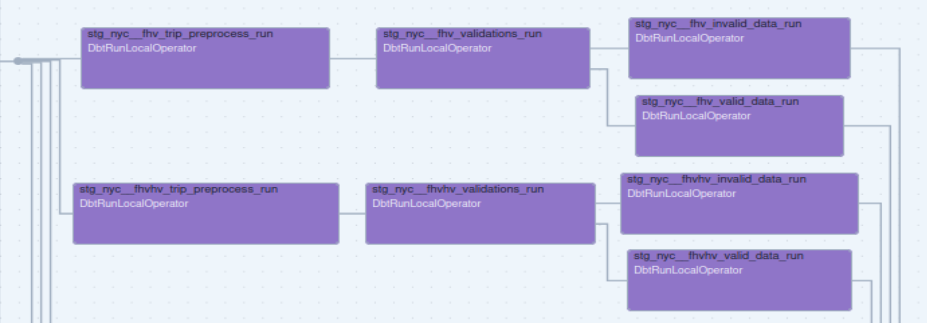 stg_nyc__fhv_trip_preprocess_run
DbtRunLocalOperator
stg_nyc__fhv_validations_run
DbtRunLocalOperator
stg_nyc__fhv_invalid_data_run
DbtRunLocalOperator
stg_nyc__fhv_valid_data_run
DbtRunLocalOperator
stg_nyc__fhvhv_trip_preprocess_run
DbtRunLocalOperator
stg_nyc__fhvhv_validations_run
DbtRunLocalOperator
stg_nyc__fhvhv_invalid_data_run
DbtRunLocalOperator
stg_nyc__fhvhv_valid_data_run
DbtRunLocalOperator